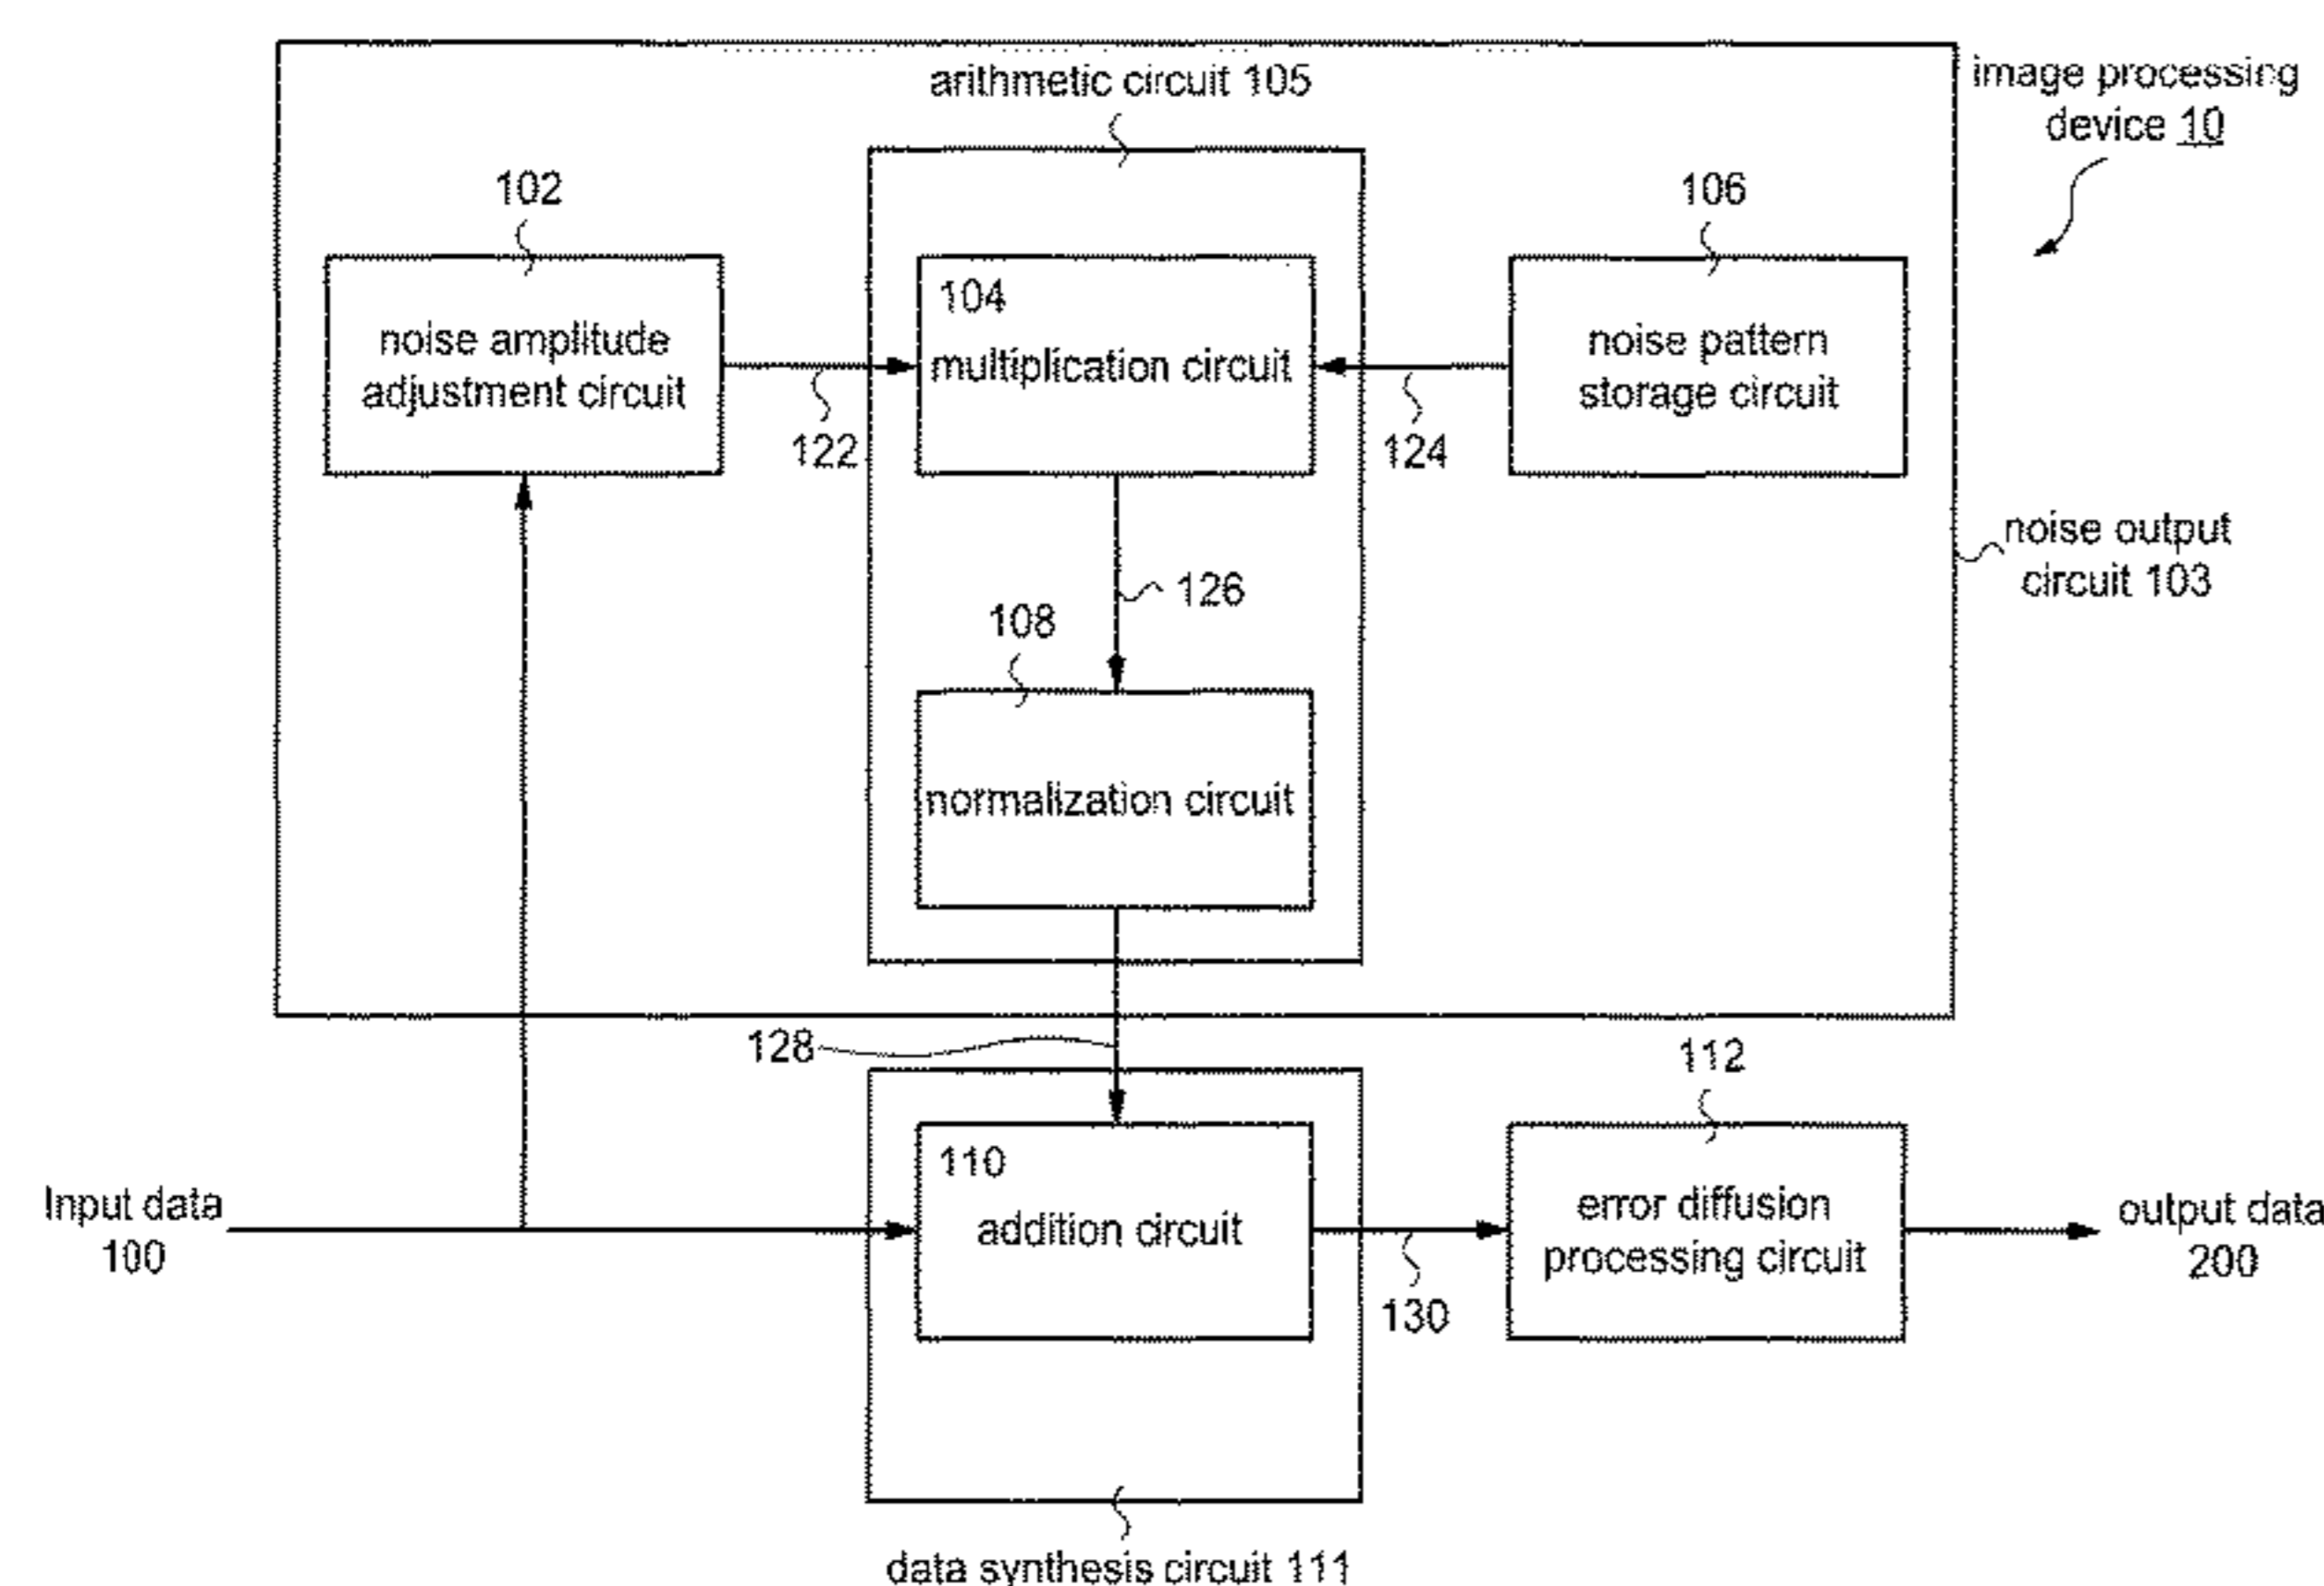 arithmetic circuit 105
image processing
device 10
102
106
104
noise amplitude
adjustment circuit
multiplication circuit
noise pattern
storage circuit
122
124
noise output
circuit 103
126
108
normalization circuit
128
112
110
Input data
100
addition circuit
error diffusion
processing circuit
output data
200
130
data synthesis circuit 111